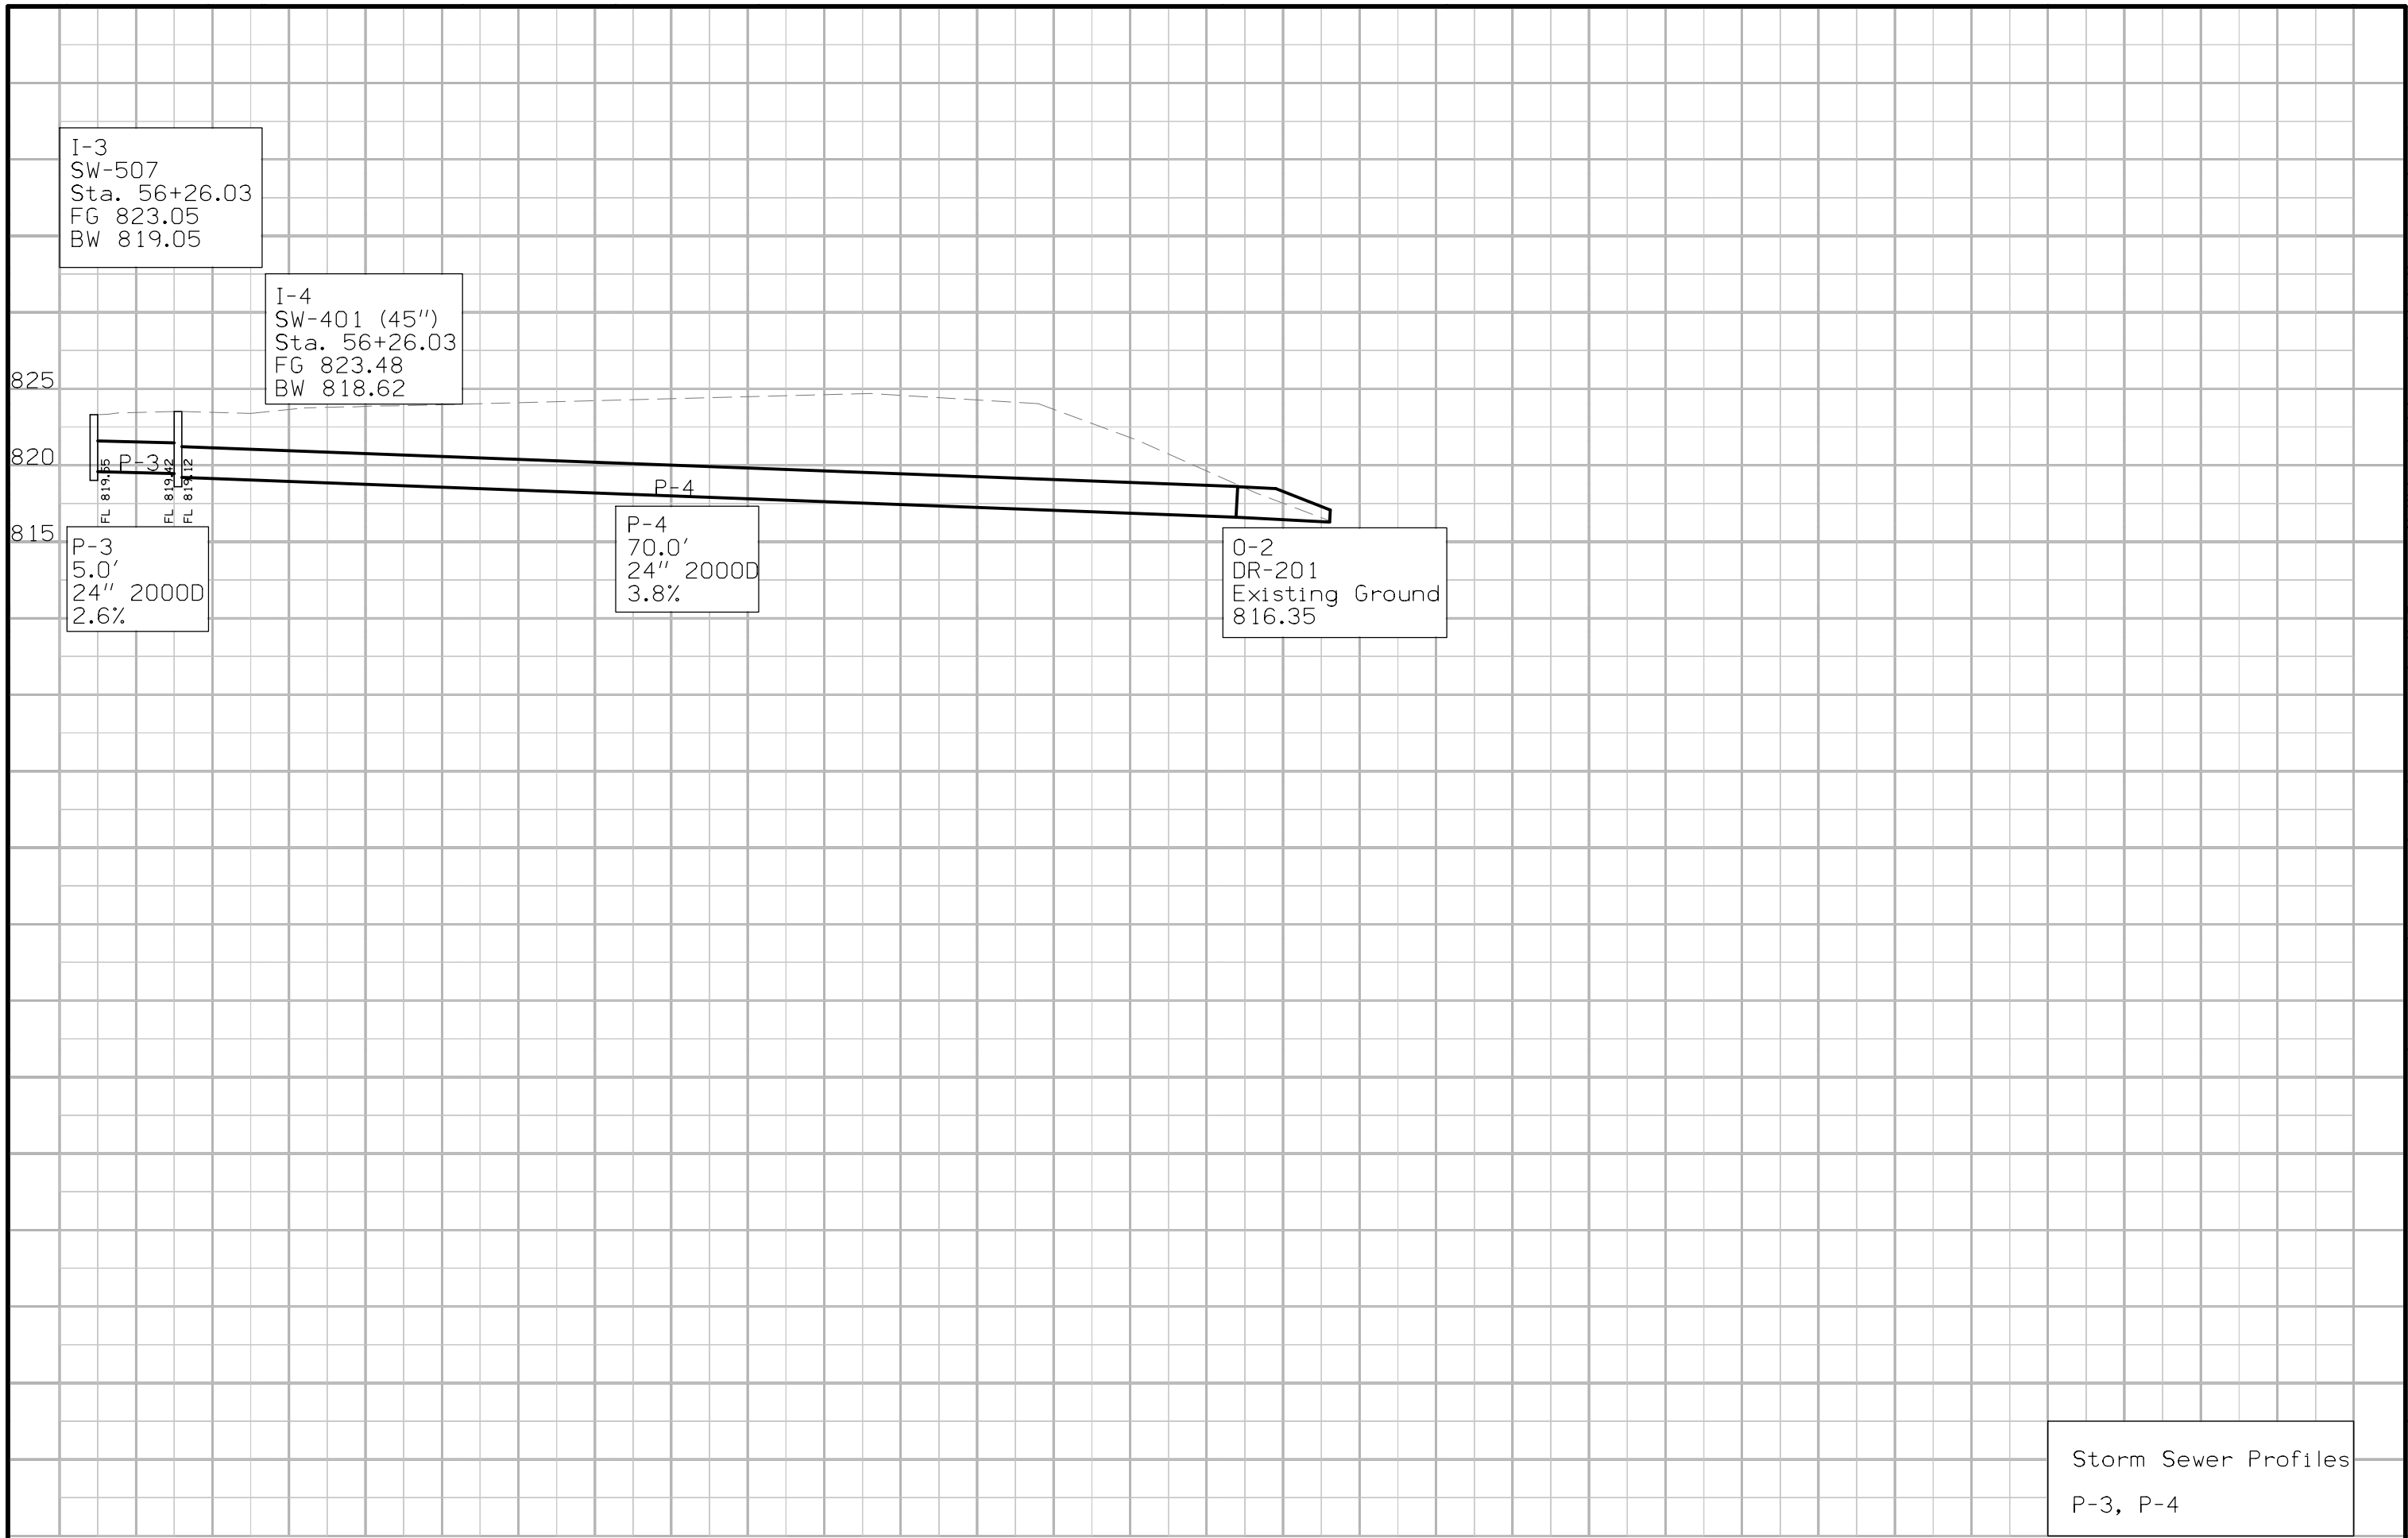 I-3
SW-507
Sta. 56+26.03
FG 823.05
BW 819.05
I-4
SW-401 (45")
Sta. 56+26.03
FG 823.48
BW 818.62
825
820
815
P-3
FL 819.55
FL 819.42
FL 819.12
P-4
P-3
5.0'
24" 2000D
2.6%
P-4
70.0'
24" 2000D
3.8%
O-2
DR-201
Existing Ground
816.35
Storm Sewer Profiles
P-3, P-4